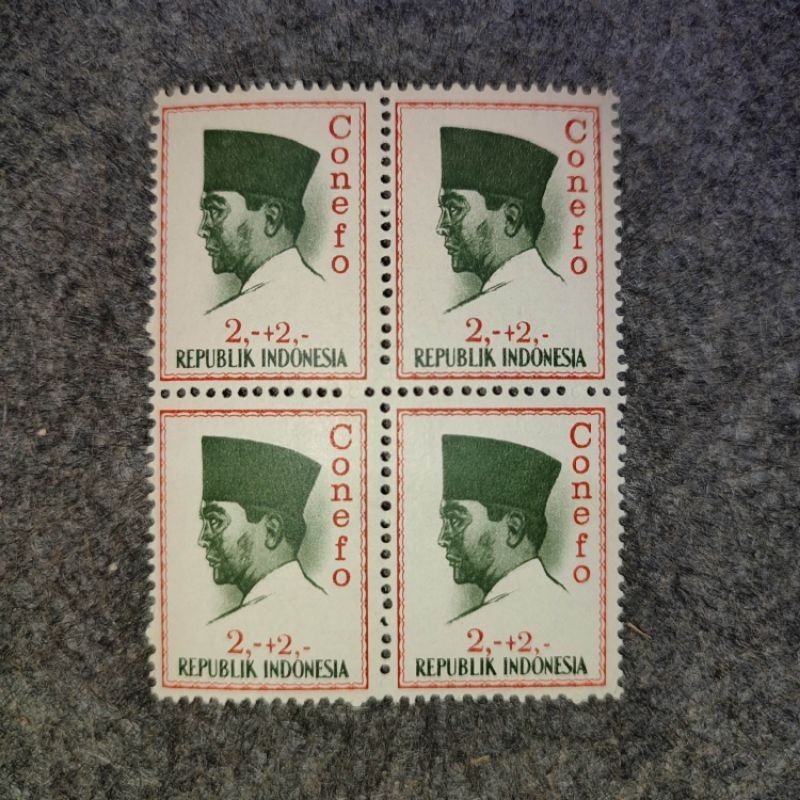 Conefo
2,-+2,-
REPUBLIK INDONESIA
Conefo
2,-+2,-
REPUBLIK INDONESIA
Conefo
2,-+2,-
REPUBLIK INDONESIA
Conefo
2,-+2,-
REPUBLIK INDONESIA